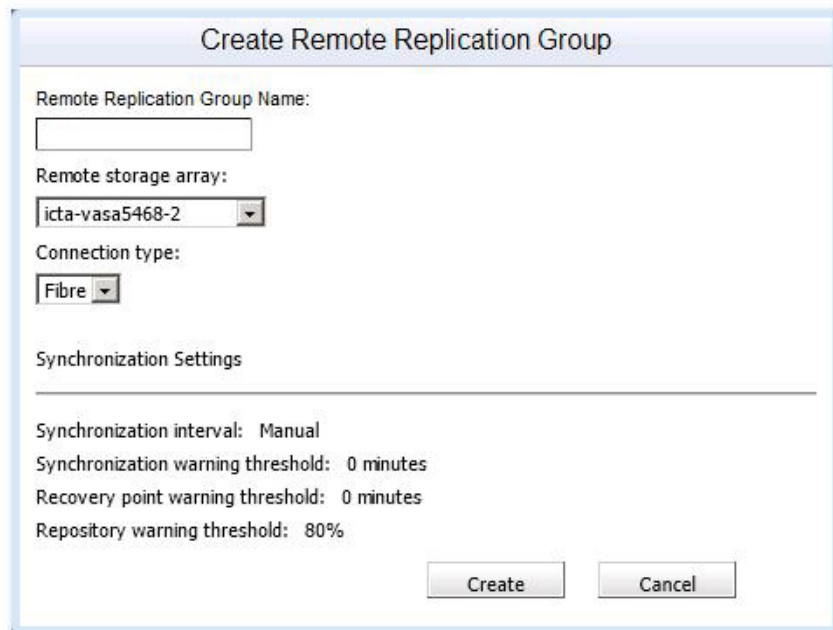 Create Remote Replication Group
Remote Replication Group Name:
Remote storage array:
icta-vasa5468-2
Connection type:
Fibre
Synchronization Settings
Synchronization interval: Manual
Synchronization warning threshold: 0 minutes
Recovery point warning threshold: 0 minutes
Repository warning threshold: 80%
Create Cancel